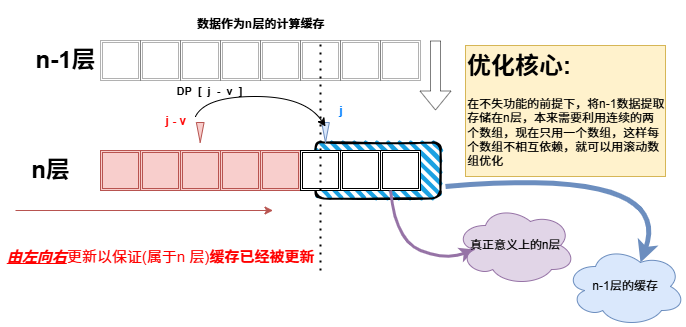 数据作为n层的计算缓存
n-1层
DP [ j - v ]
j - v
j
n层
由左向右更新以保证(属于n 层)缓存已经被更新
优化核心:
在不失功能的前提下，将n-1数据提取
存储在n层，本来需要利用连续的两
个数组，现在只用一个数组，这样每
个数组不相互依赖，就可以用滚动数
组优化
真正意义上的n层
n-1层的缓存